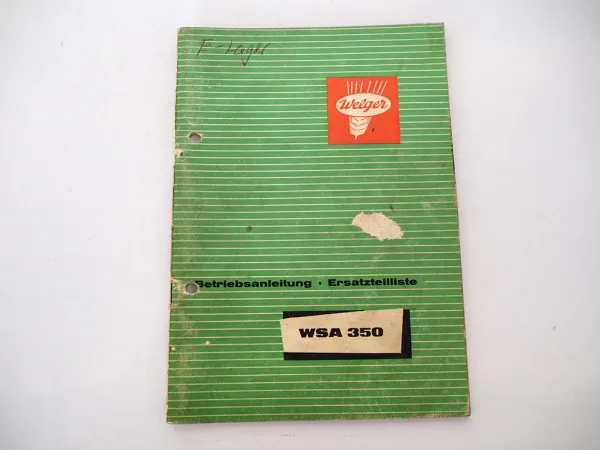 E-Lager
Welger
Betriebsanleitung · Ersatzteilliste
WSA 350